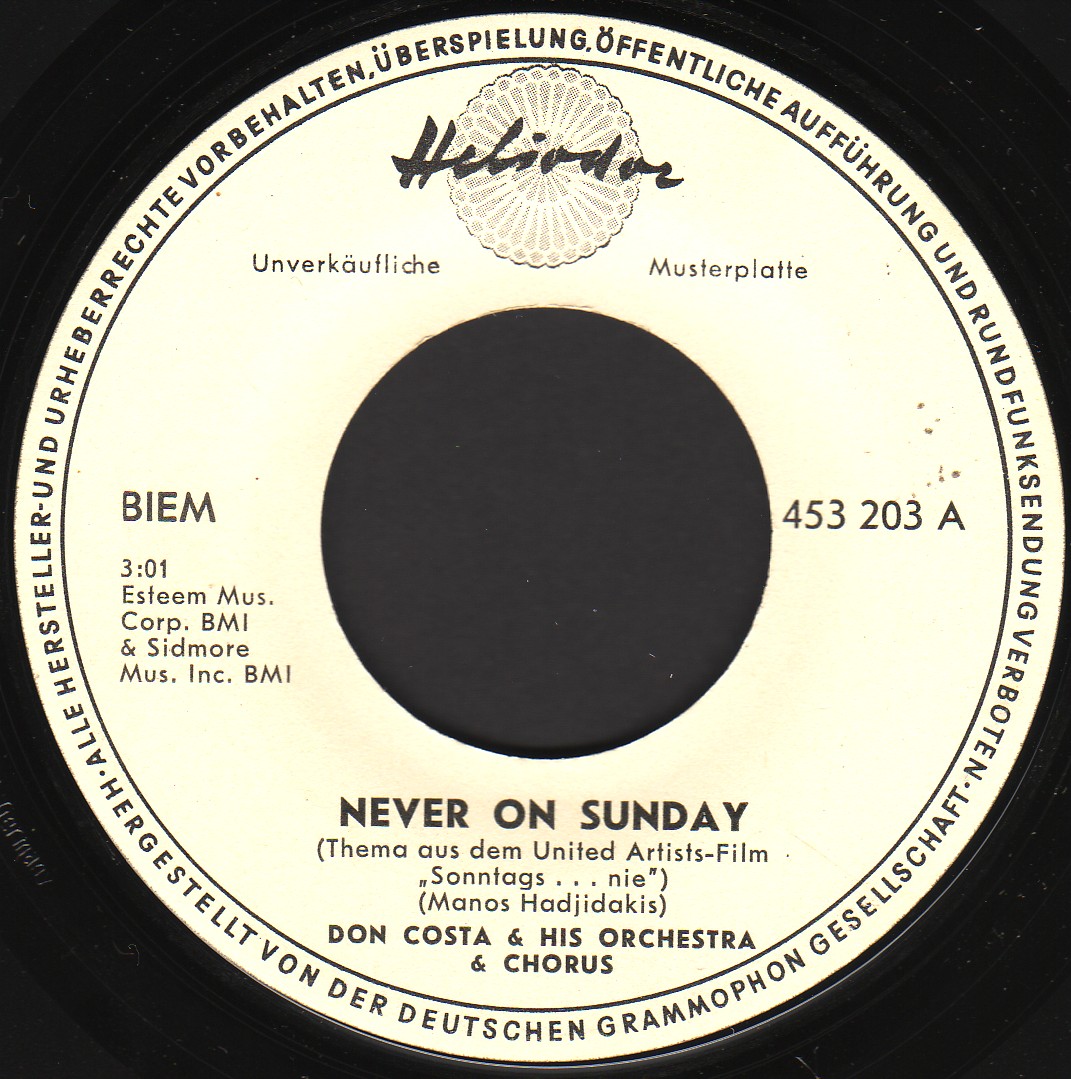 ALLE HERSTELLER-UND URHEBERRECHTE VORBEHALTEN, ÜBERSPIELUNG, ÖFFENTLICHE AUFFÜHRUNG UND RUNDFUNKSENDUNG VERBOTEN·
Heliodor
Unverkäufliche Musterplatte
BIEM
453 203 A
3:01
Esteem Mus.
Corp. BMI
& Sidmore
Mus. Inc. BMI
NEVER ON SUNDAY
(Thema aus dem United Artists-Film
„Sonntags . . . nie")
(Manos Hadjidakis)
DON COSTA & HIS ORCHESTRA
& CHORUS
HERGESTELLT VON DER DEUTSCHEN GRAMMOPHON GESELLSCHAFT·